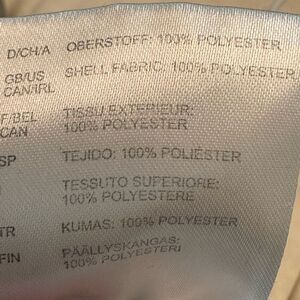 D/CH/A OBERSTOFF: 100% POLYESTER
GB/US SHELL FABRIC: 100% POLYESTER
CAN/IRL
F/BEL TISSU EXTERIEUR:
CAN 100% POLYESTER
SP TEJIDO: 100% POLIÉSTER
TESSUTO SUPERIORE:
100% POLYESTERE
TR KUMAS: 100% POLYESTER
FIN PÄÄLLYSKANGAS:
100% POLYESTERI